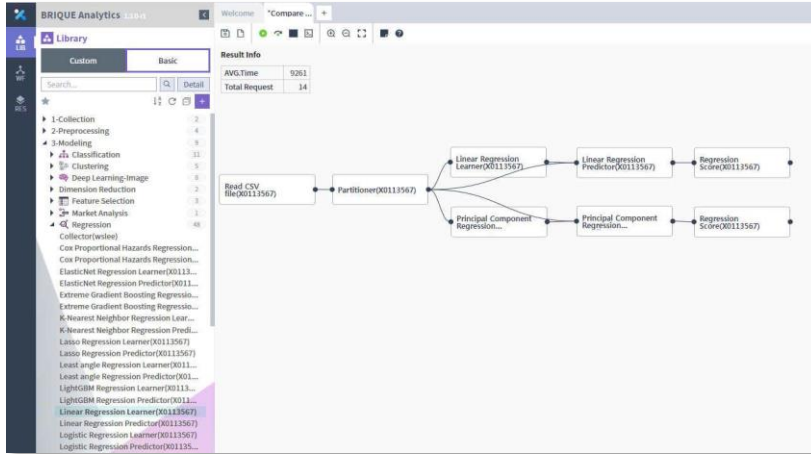 BRIQUE Analytics
Welcome
*Compare ...
+
LIB
WF
RES
Library
Custom
Basic
Search...
Detail
1-Collection 2
2-Preprocessing 4
3-Modeling 9
Classification 11
Clustering 5
Deep Learning-Image 8
Dimension Reduction 2
Feature Selection 3
Market Analysis 1
Regression 48
Collector(wslee)
Cox Proportional Hazards Regression...
Cox Proportional Hazards Regression...
ElasticNet Regression Learner(X0113...
ElasticNet Regression Predictor(X011...
Extreme Gradient Boosting Regressio...
Extreme Gradient Boosting Regressio...
K-Nearest Neighbor Regression Lear...
K-Nearest Neighbor Regression Predi...
Lasso Regression Learner(X0113567)
Lasso Regression Predictor(X0113567)
Least angle Regression Learner(X011...
Least angle Regression Predictor(X01...
LightGBM Regression Learner(X0113...
LightGBM Regression Predictor(X011...
Linear Regression Learner(X0113567)
Linear Regression Predictor(X0113567)
Logistic Regression Learner(X0113567)
Logistic Regression Predictor(X01135...
Result Info
AVG.Time 9261
Total Request 14
Read CSV
file(X0113567)
Partitioner(X0113567)
Linear Regression
Learner(X0113567)
Linear Regression
Predictor(X0113567)
Regression
Score(X0113567)
Principal Component
Regression...
Principal Component
Regression...
Regression
Score(X0113567)